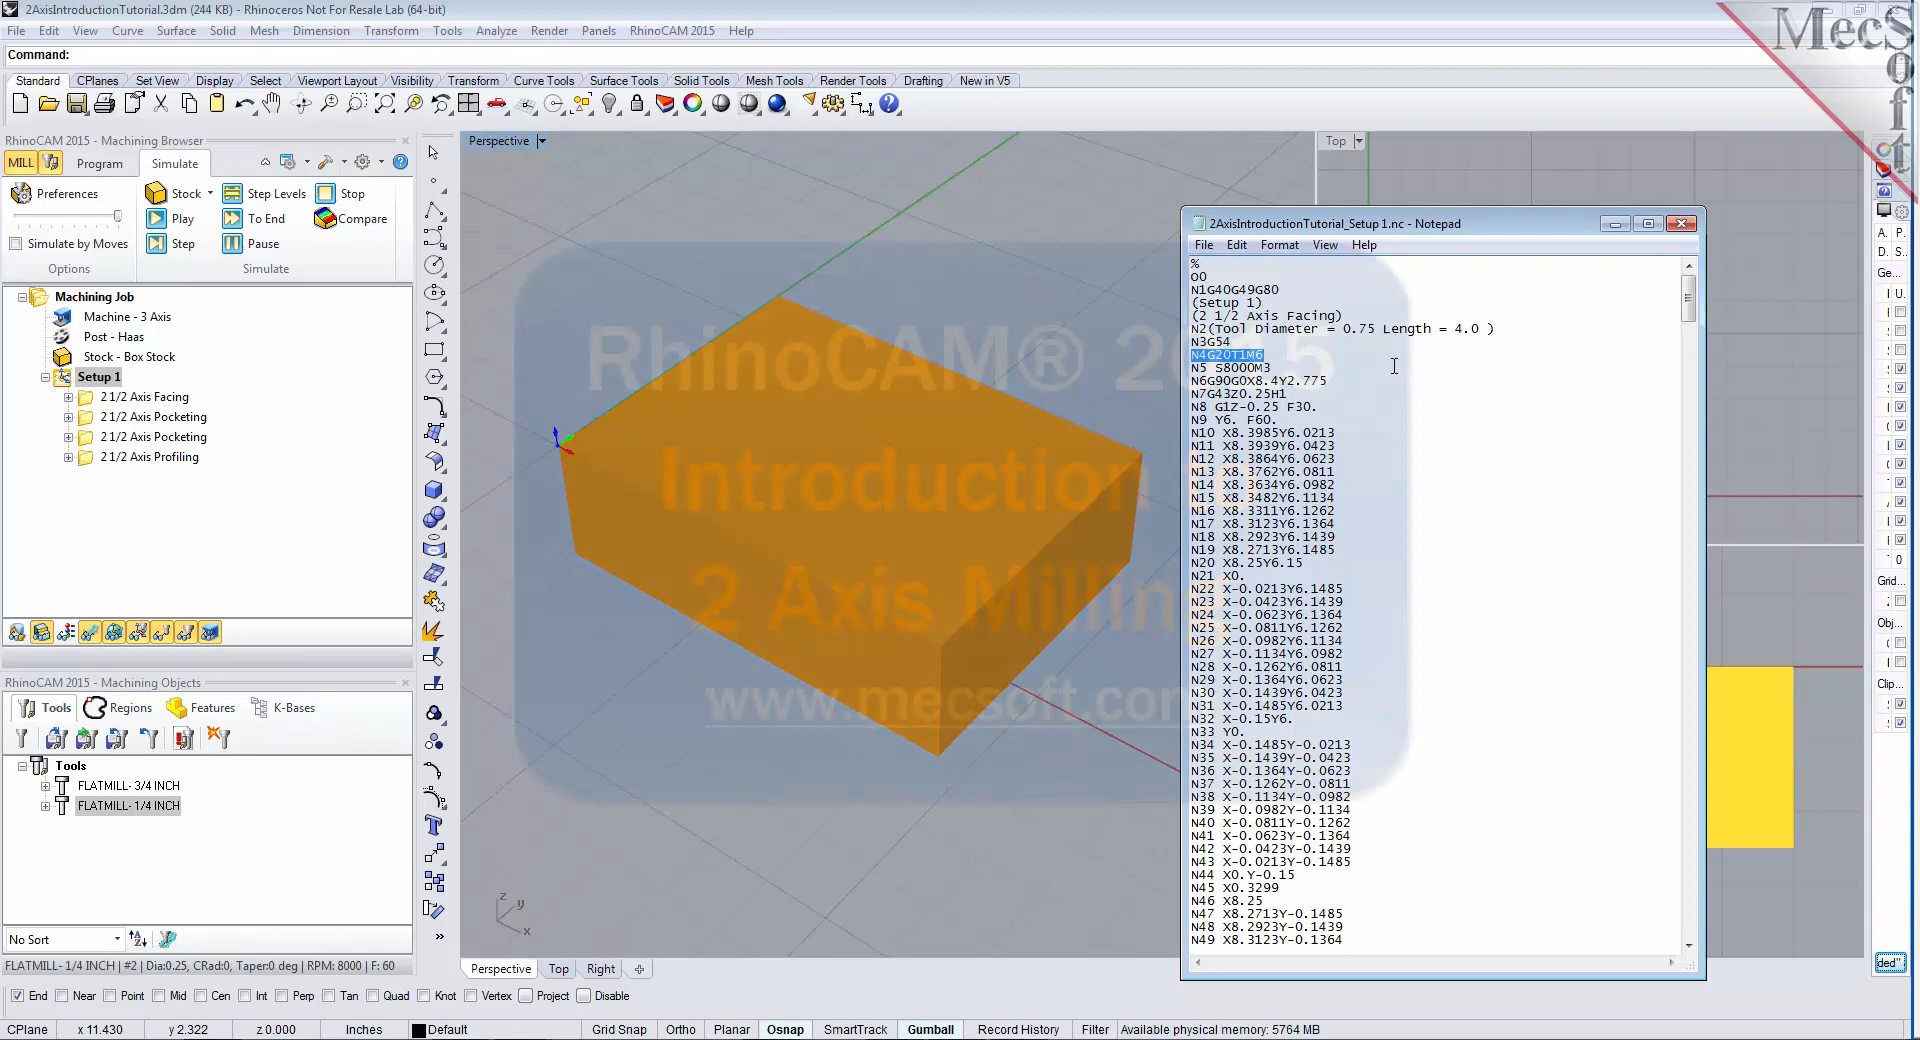 2AxisIntroductionTutorial.3dm (244 KB) - Rhinoceros Not For Resale Lab (64-bit)
File Edit View Curve Surface Solid Mesh Dimension Transform Tools Analyze Render Panels RhinoCAM 2015 Help
Command:
Standard CPlanes Set View Display Select Viewport Layout Visibility Transform Curve Tools Surface Tools Solid Tools Mesh Tools Render Tools Drafting New in V5
MecSoft
RhinoCAM 2015 - Machining Browser
MILL Program Simulate
Preferences Stock Step Levels Stop
Play To End Compare
Simulate by Moves Step Pause
Options Simulate
Machining Job
Machine - 3 Axis
Post - Haas
Stock - Box Stock
Setup 1
2 1/2 Axis Facing
2 1/2 Axis Pocketing
2 1/2 Axis Pocketing
2 1/2 Axis Profiling
RhinoCAM 2015 - Machining Objects
Tools Regions Features K-Bases
Tools
FLATMILL- 3/4 INCH
FLATMILL- 1/4 INCH
No Sort
FLATMILL- 1/4 INCH | #2 | Dia:0.25, CRad:0, Taper:0 deg | RPM: 8000 | F: 60
Perspective
Top
RhinoCAM® 2015
Introduction
2 Axis Milling
www.mecsoft.com
z
y
x
2AxisIntroductionTutorial_Setup 1.nc - Notepad
File Edit Format View Help
%
O0
N1G40G49G80
(Setup 1)
(2 1/2 Axis Facing)
N2(Tool Diameter = 0.75 Length = 4.0 )
N3G54
N4G20T1M6
N5 S8000M3
N6G90G0X8.4Y2.775
N7G43Z0.25H1
N8 G1Z-0.25 F30.
N9 Y6. F60.
N10 X8.3985Y6.0213
N11 X8.3939Y6.0423
N12 X8.3864Y6.0623
N13 X8.3762Y6.0811
N14 X8.3634Y6.0982
N15 X8.3482Y6.1134
N16 X8.3311Y6.1262
N17 X8.3123Y6.1364
N18 X8.2923Y6.1439
N19 X8.2713Y6.1485
N20 X8.25Y6.15
N21 X0.
N22 X-0.0213Y6.1485
N23 X-0.0423Y6.1439
N24 X-0.0623Y6.1364
N25 X-0.0811Y6.1262
N26 X-0.0982Y6.1134
N27 X-0.1134Y6.0982
N28 X-0.1262Y6.0811
N29 X-0.1364Y6.0623
N30 X-0.1439Y6.0423
N31 X-0.1485Y6.0213
N32 X-0.15Y6.
N33 Y0.
N34 X-0.1485Y-0.0213
N35 X-0.1439Y-0.0423
N36 X-0.1364Y-0.0623
N37 X-0.1262Y-0.0811
N38 X-0.1134Y-0.0982
N39 X-0.0982Y-0.1134
N40 X-0.0811Y-0.1262
N41 X-0.0623Y-0.1364
N42 X-0.0423Y-0.1439
N43 X-0.0213Y-0.1485
N44 X0.Y-0.15
N45 X0.3299
N46 X8.25
N47 X8.2713Y-0.1485
N48 X8.2923Y-0.1439
N49 X8.3123Y-0.1364
A. P.
D. S..
Ge...
U.
0
Grid...
Obj...
Clip...
ded"
Perspective Top Right
End Near Point Mid Cen Int Perp Tan Quad Knot Vertex Project Disable
CPlane x 11.430 y 2.322 z 0.000 Inches Default Grid Snap Ortho Planar Osnap SmartTrack Gumball Record History Filter Available physical memory: 5764 MB